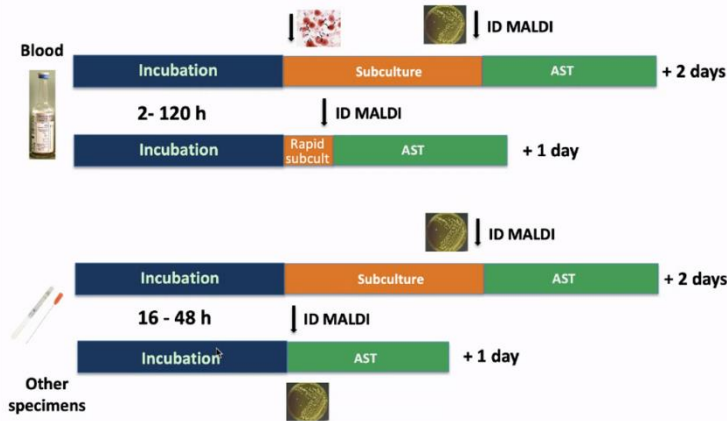 ID MALDI
Blood
Incubation
Subculture
AST
+ 2 days
2- 120 h
ID MALDI
Incubation
Rapid
subcult
AST
+ 1 day
ID MALDI
Incubation
Subculture
AST
+ 2 days
16 - 48 h
ID MALDI
Incubation
AST
+ 1 day
Other
specimens